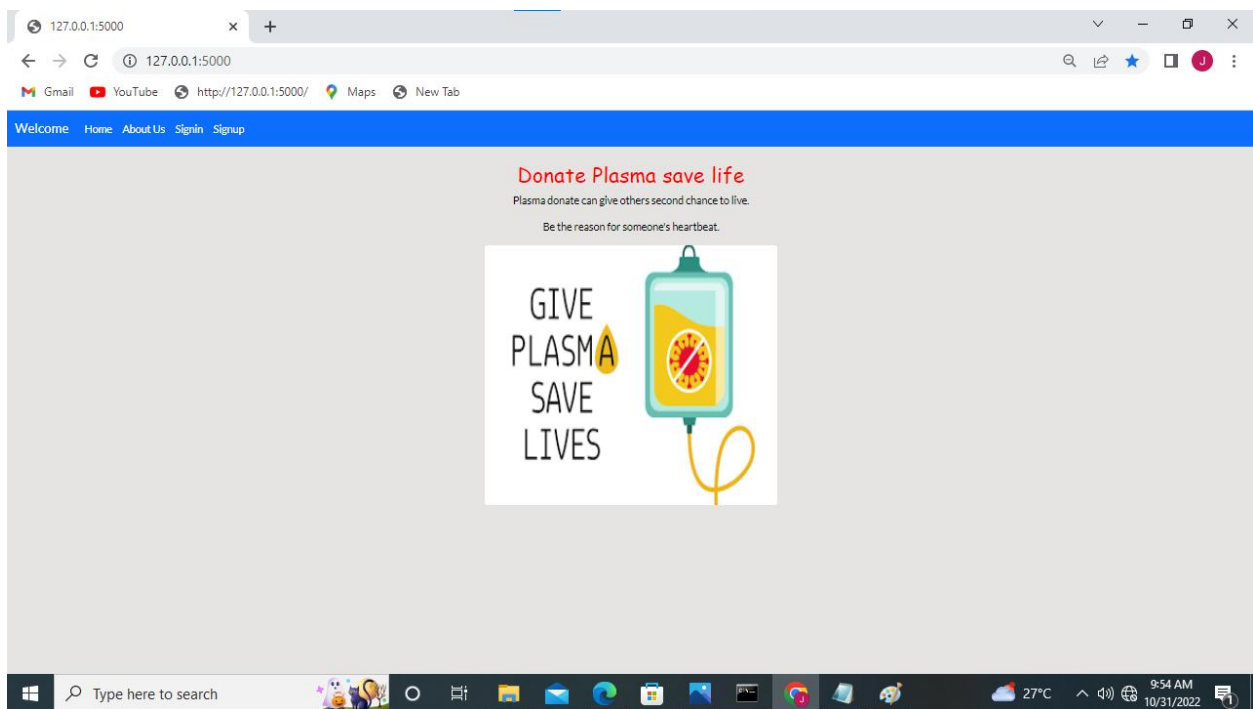 127.0.0.1:5000
127.0.0.1:5000
J
Gmail YouTube http://127.0.0.1:5000/ Maps New Tab
Welcome Home About Us Signin Signup
Donate Plasma save life
Plasma donate can give others second chance to live.
Be the reason for someone's heartbeat.
GIVE
PLASMA
SAVE
LIVES
Type here to search
27°C
9:54 AM
10/31/2022
1